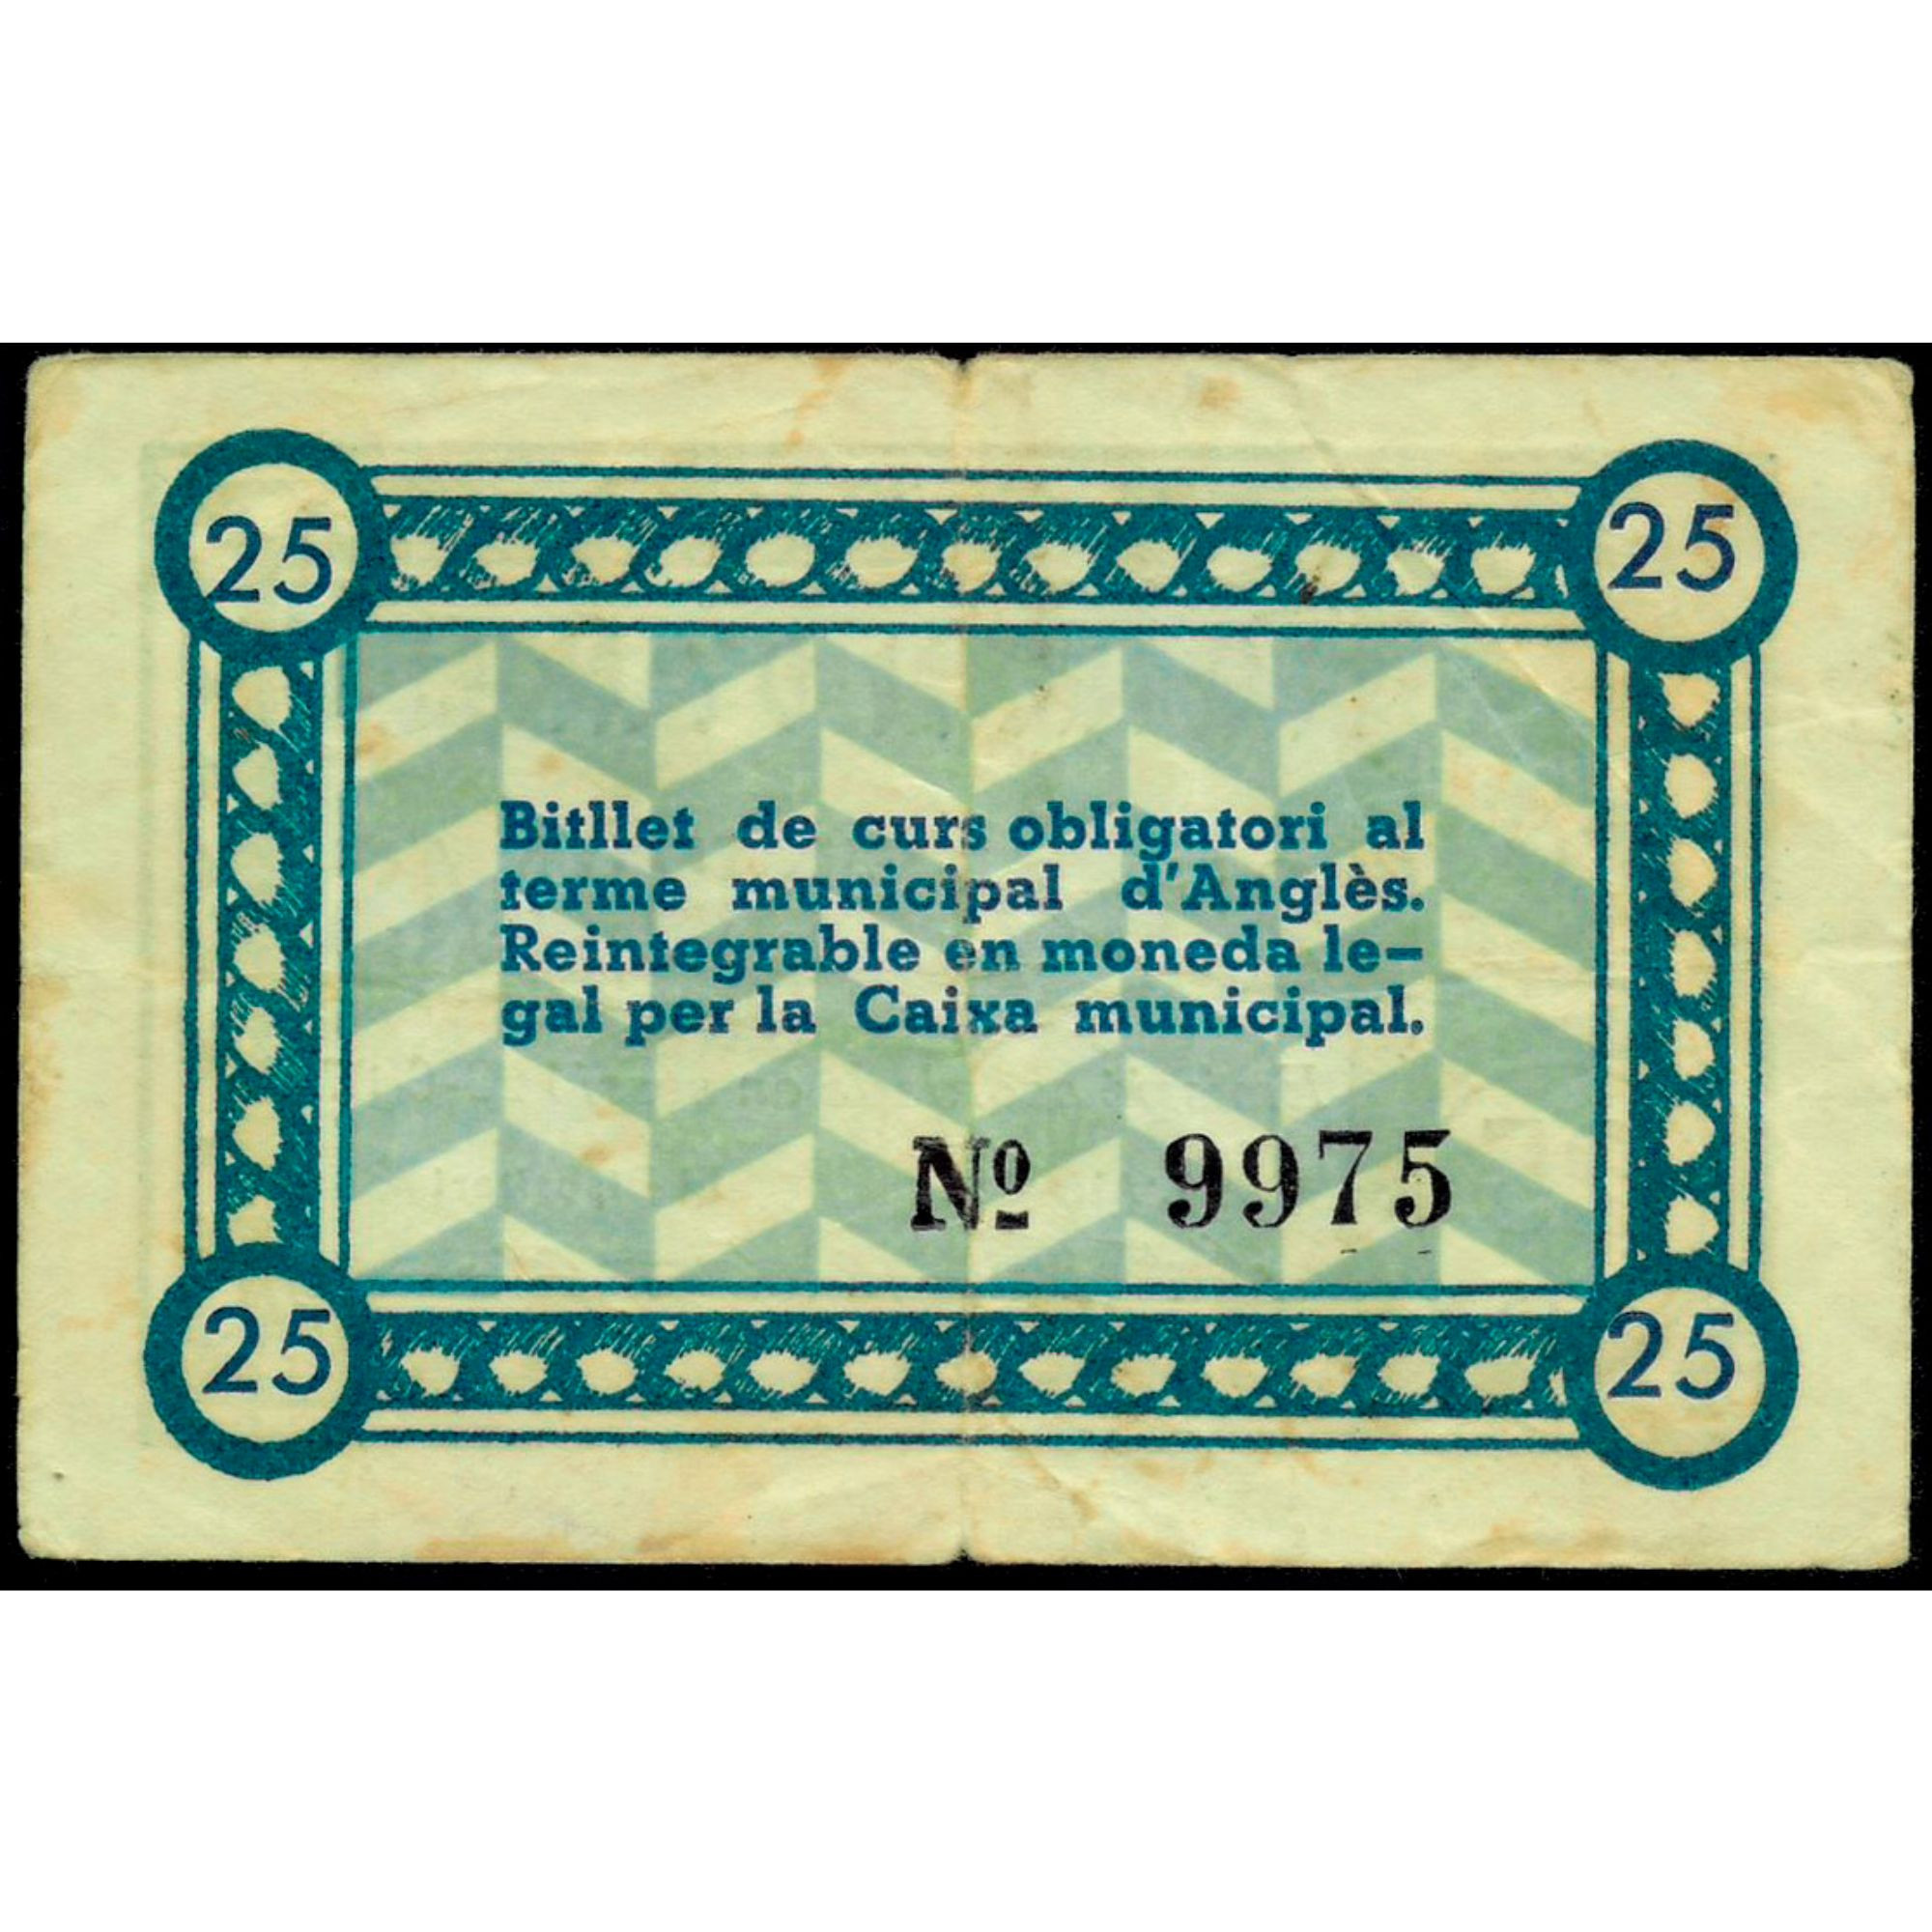 25 25
Bitllet de curs obligatori al
terme municipal d'Anglès.
Reintegrable en moneda le-
gal per la Caixa municipal.
Nº 9975
25 25